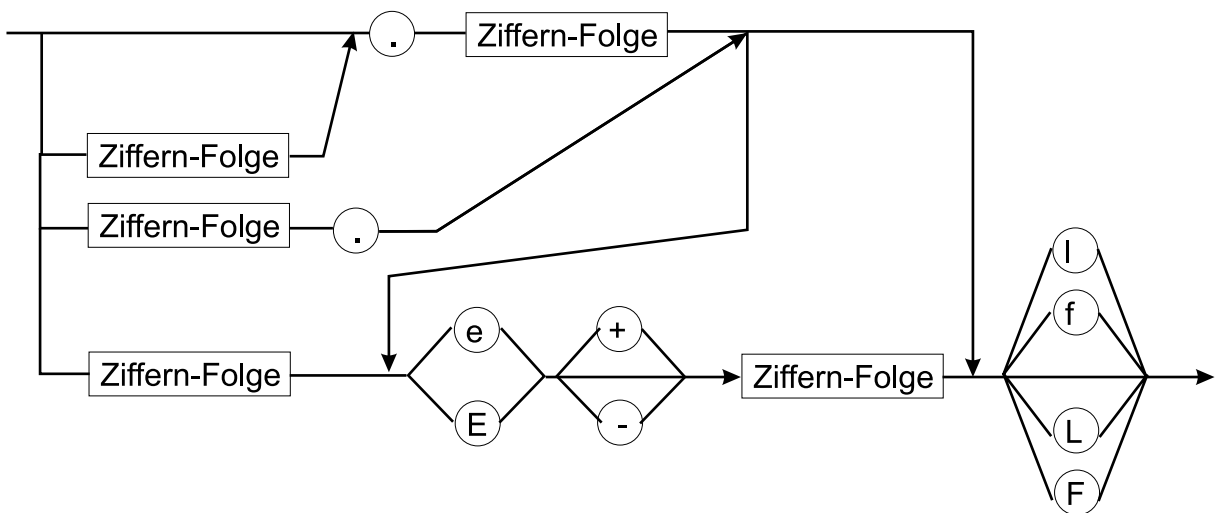 . Ziffern-Folge
Ziffern-Folge
Ziffern-Folge .
l
f
e +
Ziffern-Folge Ziffern-Folge
E -
L
F